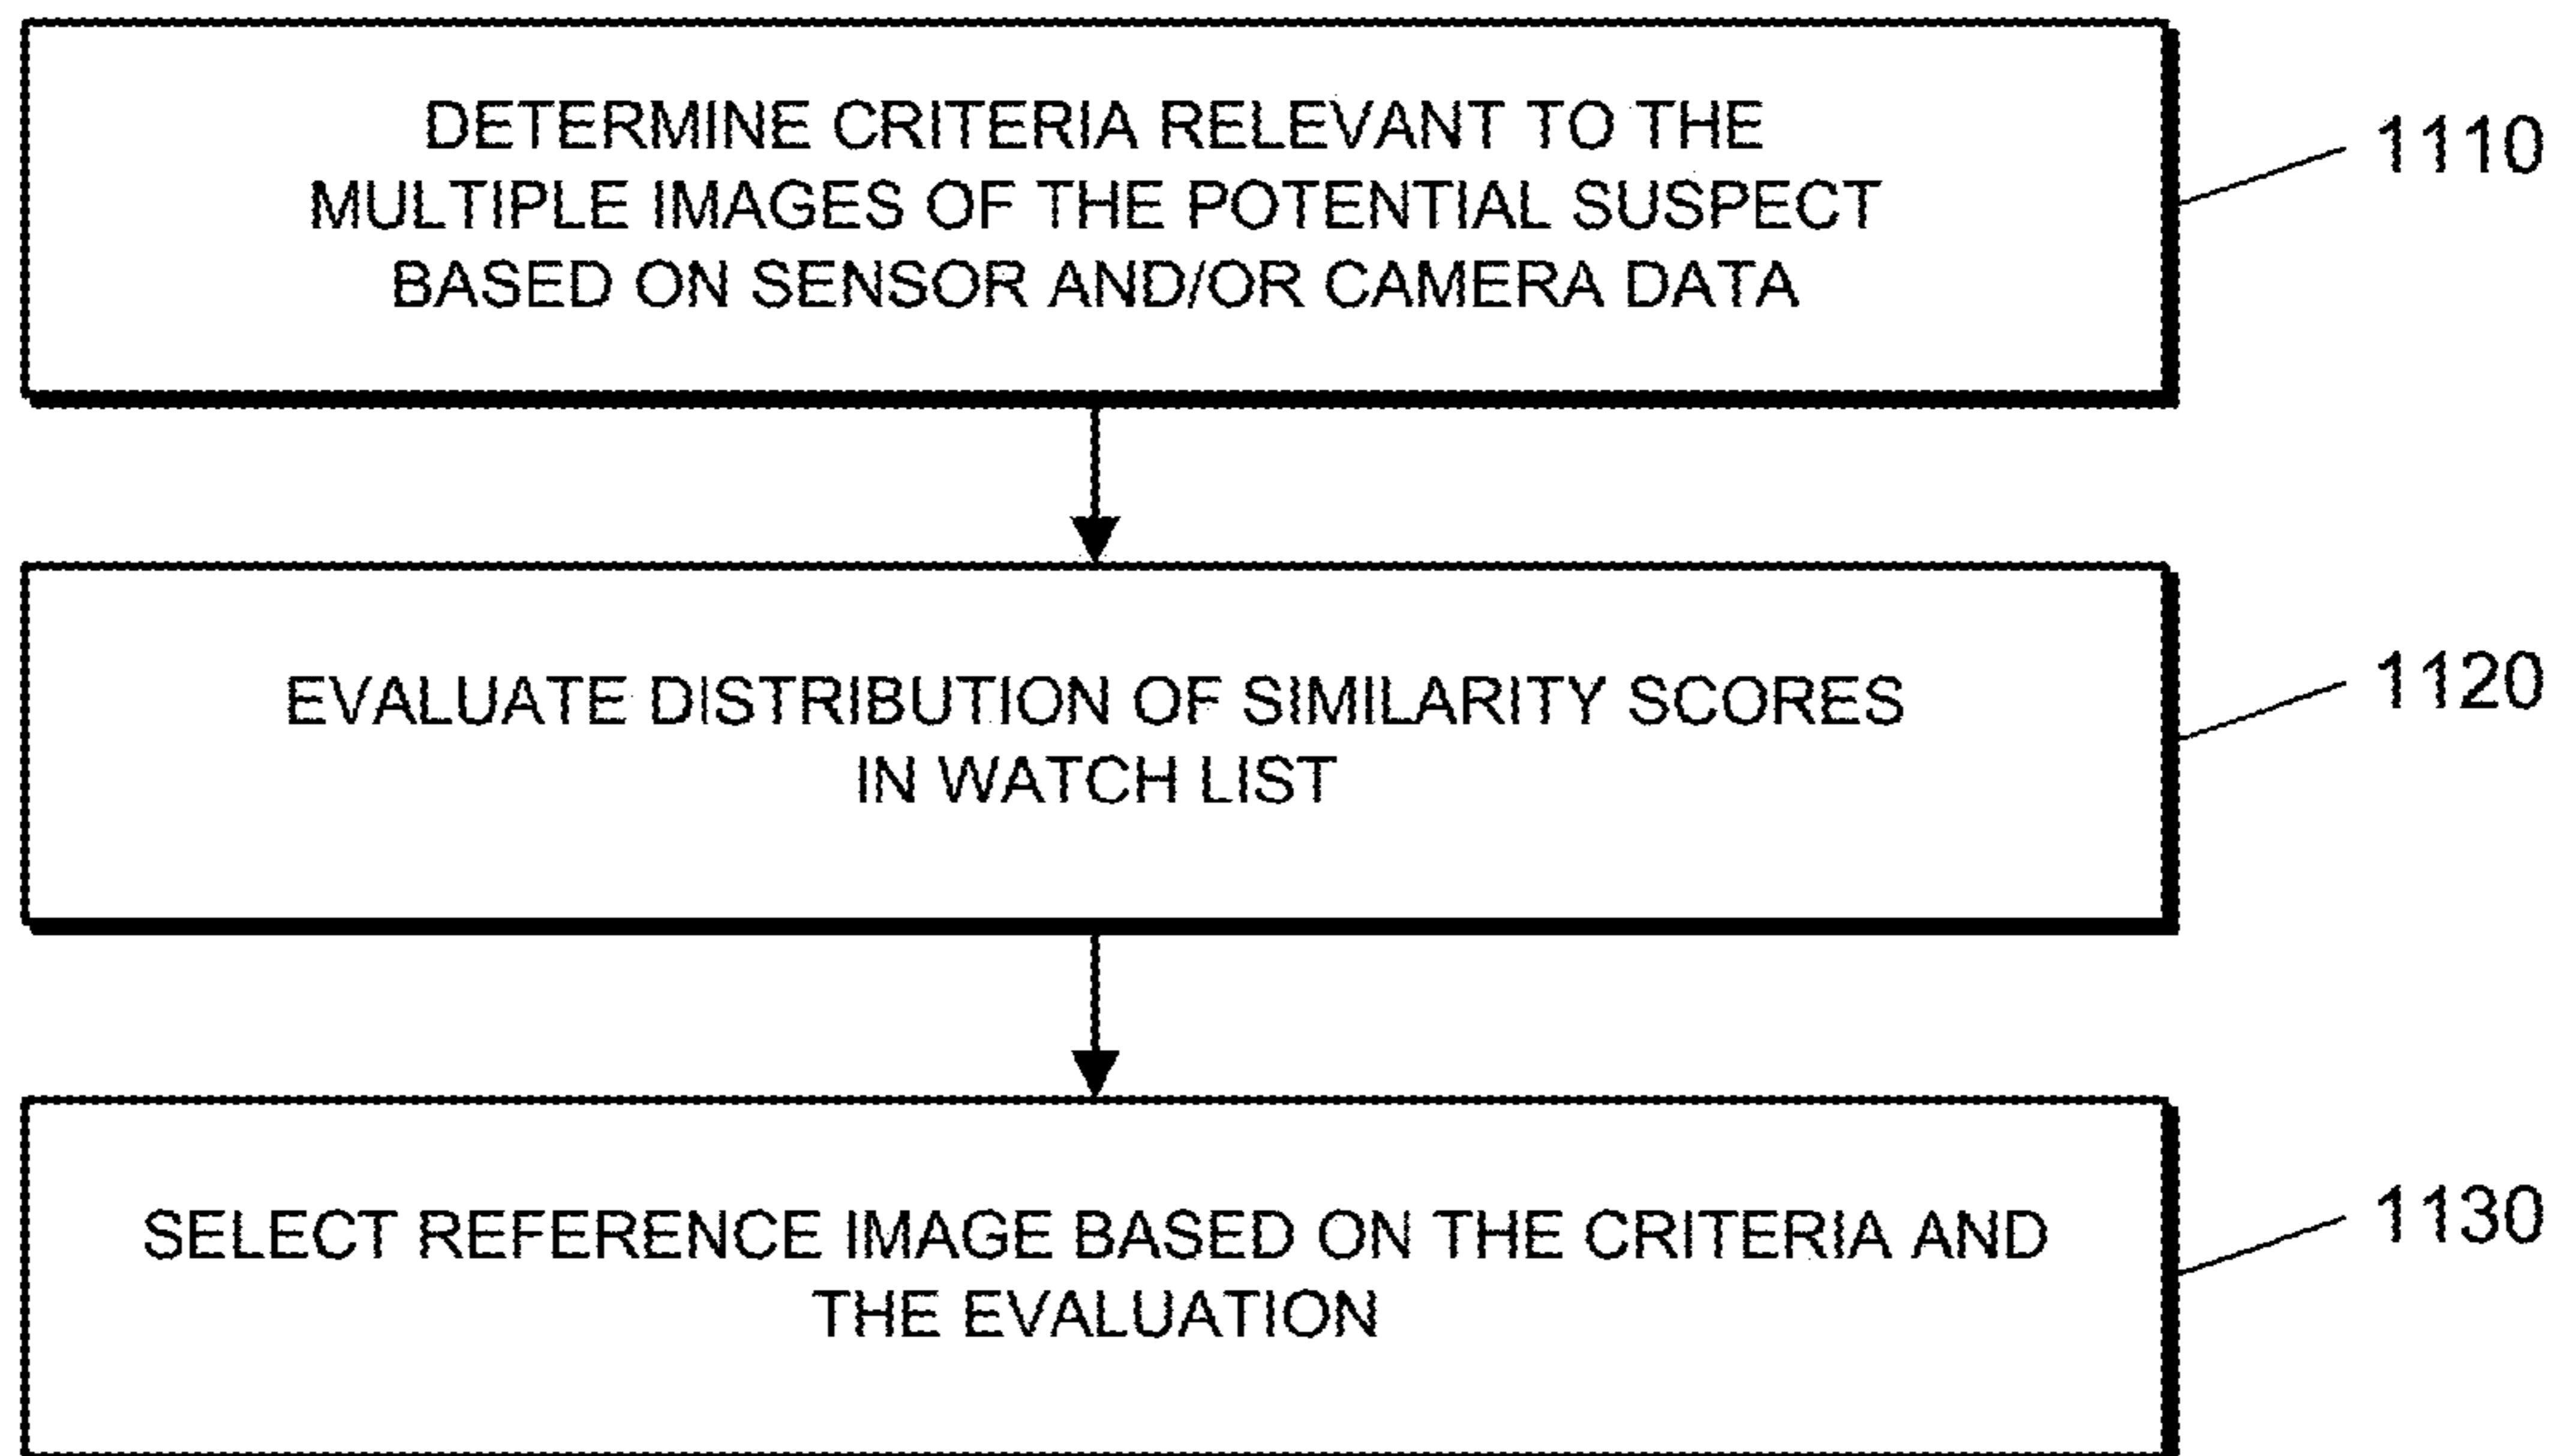 DETERMINE CRITERIA RELEVANT TO THE
MULTIPLE IMAGES OF THE POTENTIAL SUSPECT
BASED ON SENSOR AND/OR CAMERA DATA
1110
EVALUATE DISTRIBUTION OF SIMILARITY SCORES
IN WATCH LIST
1120
SELECT REFERENCE IMAGE BASED ON THE CRITERIA AND
THE EVALUATION
1130